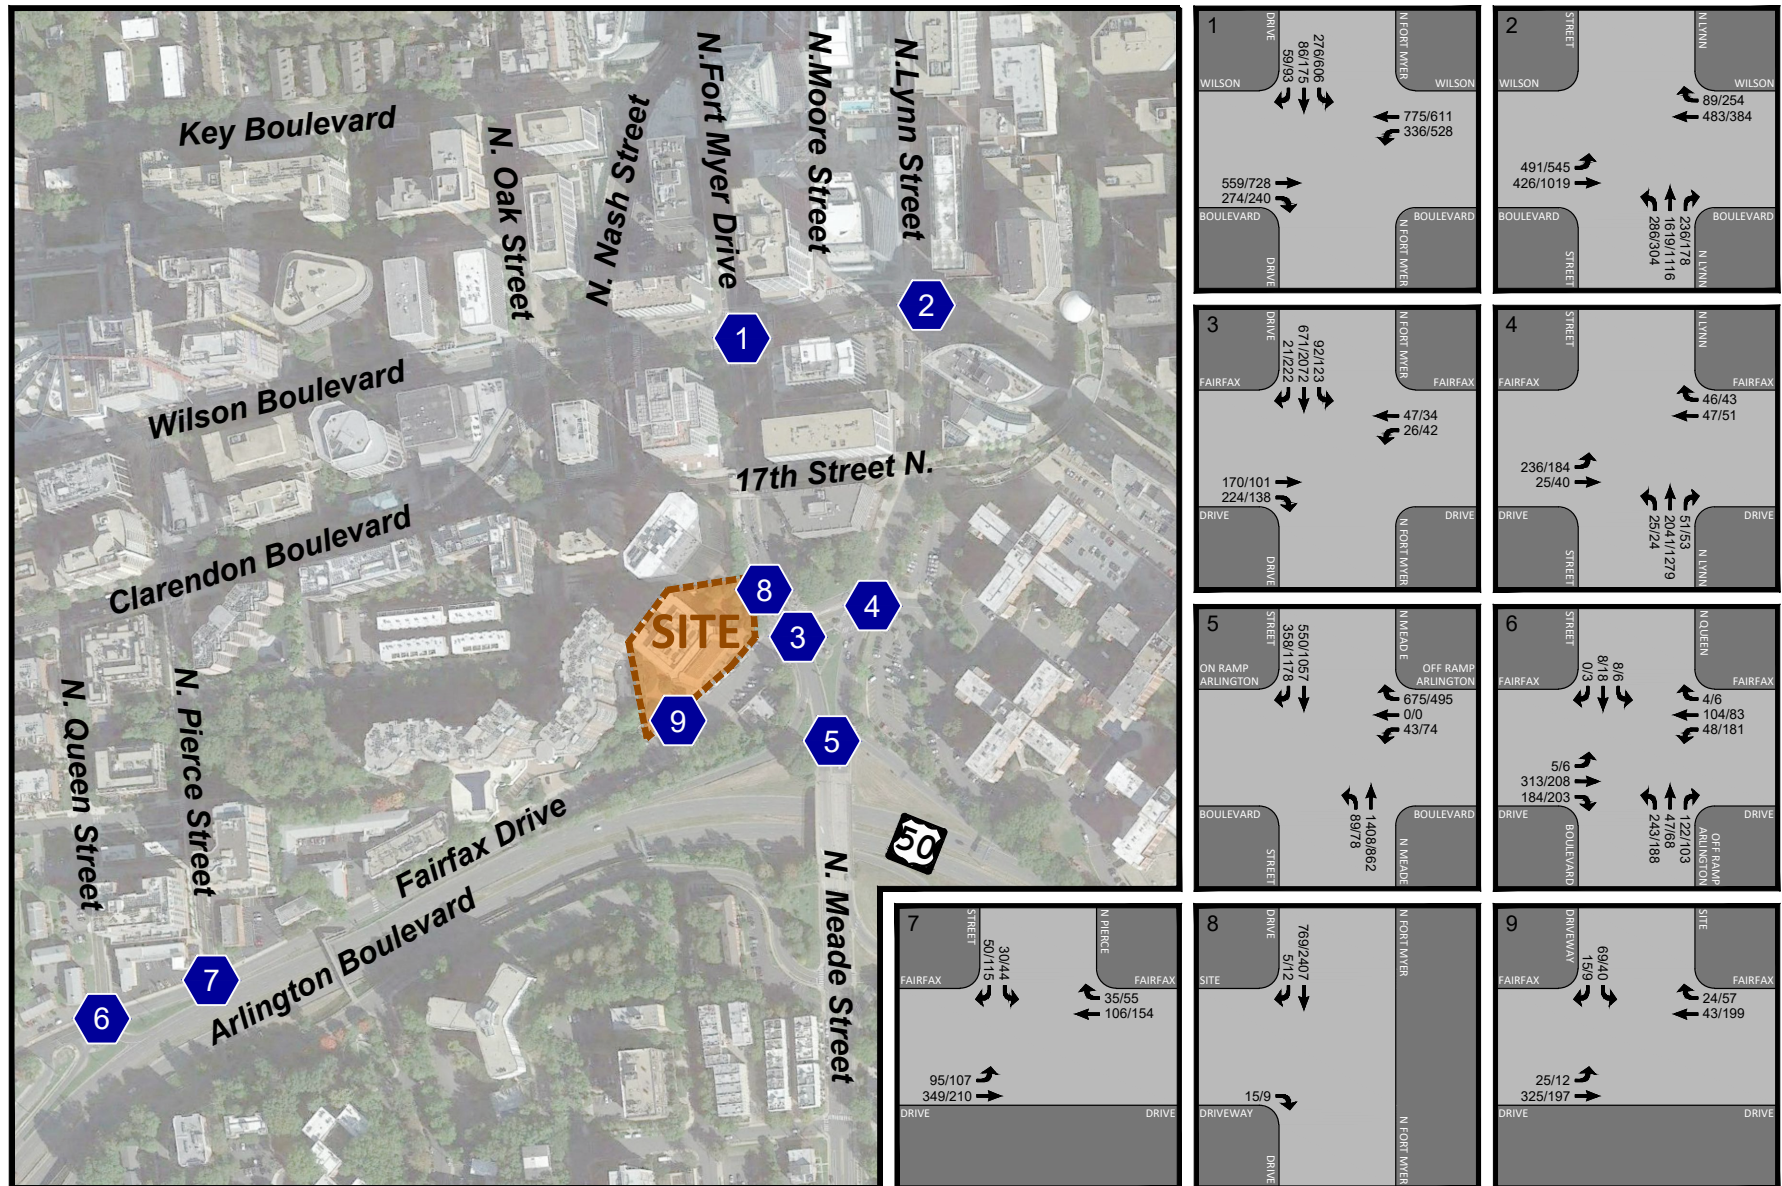 Key Boulevard
N. Oak Street
N. Nash Street
N.Fort Myer Drive
N.Moore Street
N.Lynn Street
Wilson Boulevard
17th Street N.
Clarendon Boulevard
SITE
N. Queen Street
N. Pierce Street
Fairfax Drive
Arlington Boulevard
N. Meade Street
50
1
2
3
4
5
6
7
8
9
1
DRIVE
N FORT MYER
WILSON
WILSON
59/93
86/175
276/606
775/611
336/528
559/728
274/240
BOULEVARD
BOULEVARD
DRIVE
N FORT MYER
2
STREET
N LYNN
WILSON
WILSON
89/254
483/384
491/545
426/1019
286/304
1619/1116
236/178
BOULEVARD
BOULEVARD
STREET
N LYNN
3
DRIVE
N FORT MYER
FAIRFAX
FAIRFAX
21/22
671/2072
92/123
47/34
26/42
170/101
224/138
DRIVE
DRIVE
DRIVE
N FORT MYER
4
STREET
N LYNN
FAIRFAX
FAIRFAX
46/43
47/51
236/184
25/40
25/24
2041/1279
51/53
DRIVE
DRIVE
STREET
N LYNN
5
STREET
N MEADE
ON RAMP
ARLINGTON
OFF RAMP
ARLINGTON
358/1178
550/1057
675/495
0/0
43/74
89/78
1408/862
BOULEVARD
BOULEVARD
STREET
N MEADE
6
STREET
N QUEEN
FAIRFAX
FAIRFAX
0/3
8/18
8/6
4/6
104/83
48/181
5/6
313/208
184/203
243/188
47/68
122/103
DRIVE
DRIVE
BOULEVARD
OFF RAMP
ARLINGTON
7
STREET
N PIERCE
FAIRFAX
FAIRFAX
50/115
30/44
35/55
106/154
95/107
349/210
DRIVE
DRIVE
8
DRIVE
N FORT MYER
SITE
5/12
769/2407
15/9
DRIVEWAY
DRIVE
N FORT MYER
9
DRIVEWAY
SITE
FAIRFAX
FAIRFAX
15/9
69/40
24/57
43/199
25/12
325/197
DRIVE
DRIVE